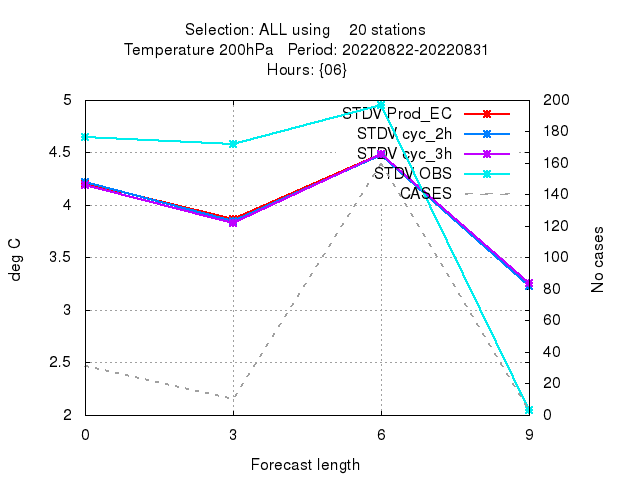 Selection: ALL using 20 stations
Temperature 200hPa Period: 20220822-20220831
Hours: {06}
5 200
180
4.5 160
140
4 120
3.5 100
80
3 60
2.5 40
20
2 0
STDV Prod_EC
STDV cyc_2h
STDV cyc_3h
STDV OBS
CASES
deg C
No cases
0 3 6 9
Forecast length